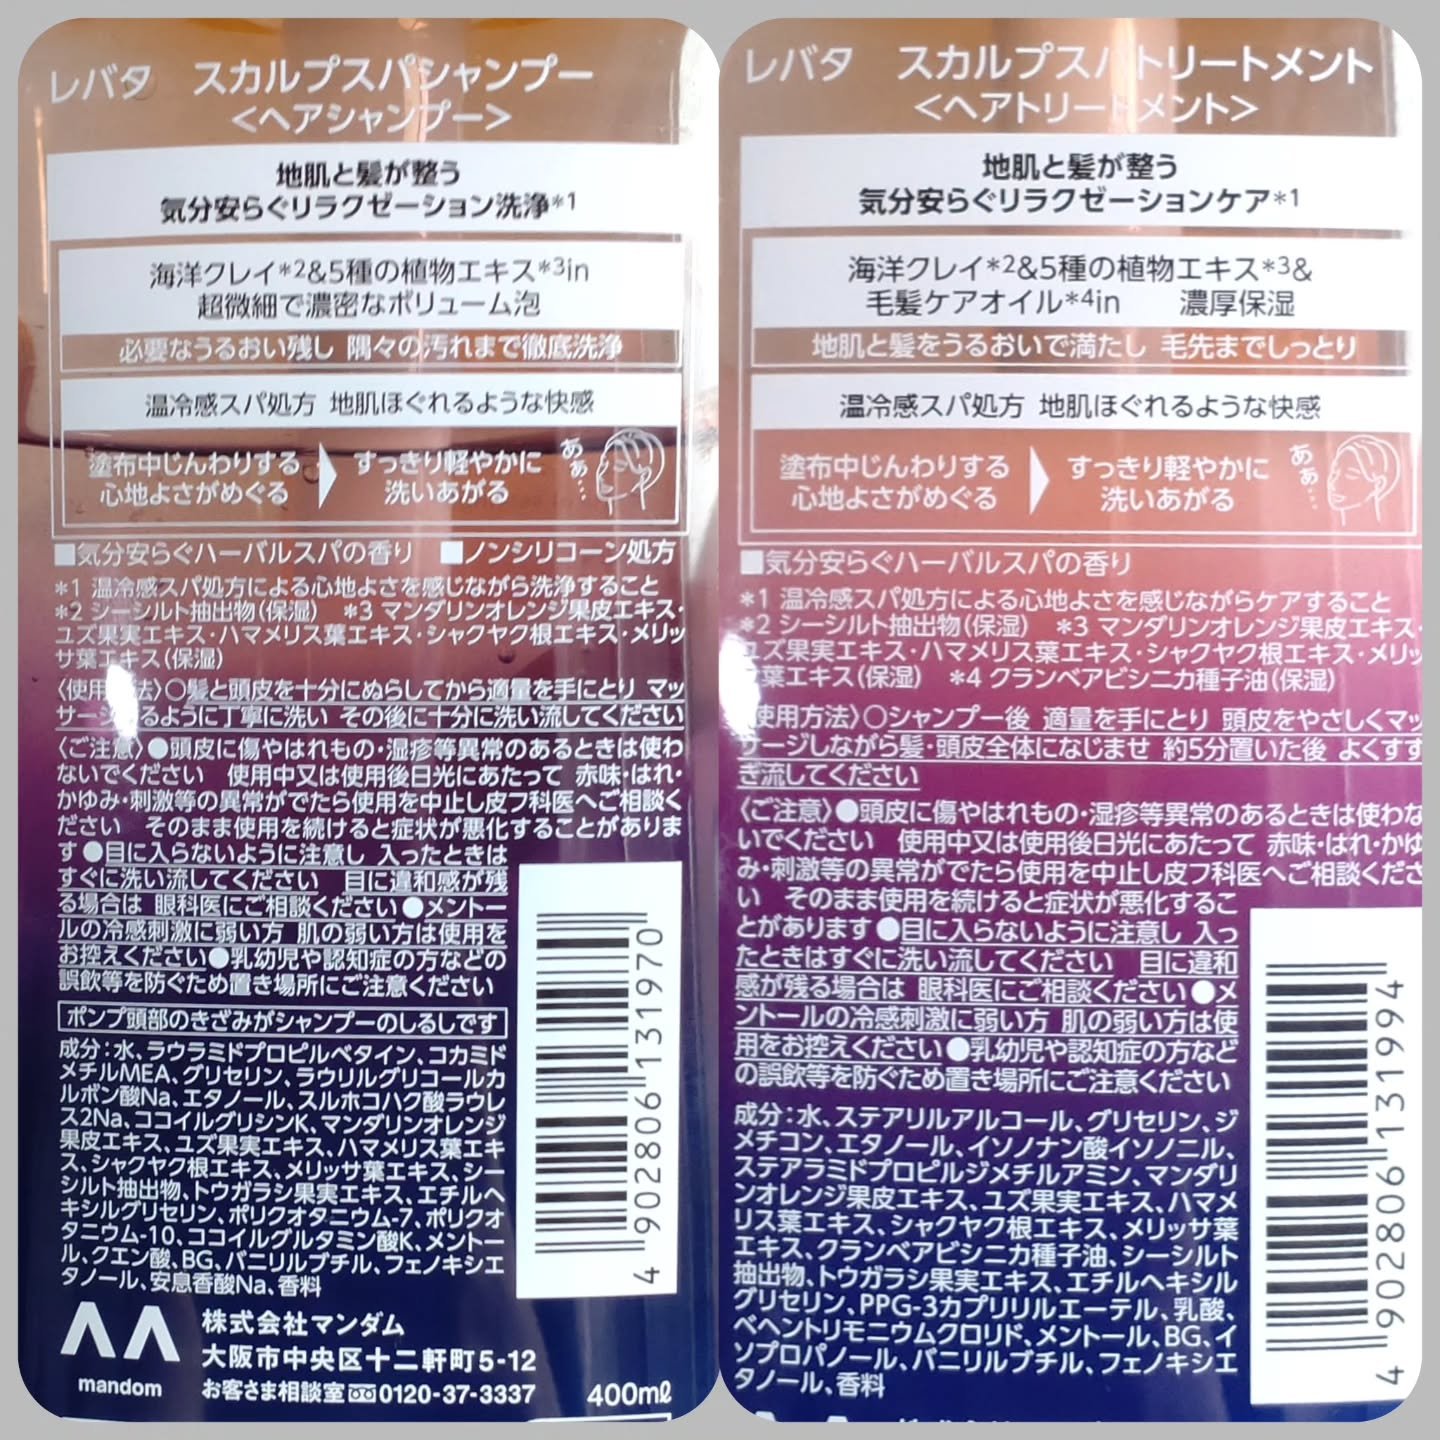 レバタ スカルプスパシャンプー
<ヘアシャンプー>
地肌と髪が整う
気分安らぐリラクゼーション洗浄*1
海洋クレイ*2&5種の植物エキス*3in
超微細で濃密なボリューム泡
必要なうるおい残し 隅々の汚れまで徹底洗浄
温冷感スパ処方 地肌ほぐれるような快感
塗布中じんわりする
心地よさがめぐる
すっきり軽やかに
洗いあがる
あぁ…
■気分安らぐハーバルスパの香り ■ノンシリコーン処方
*1 温冷感スパ処方による心地よさを感じながら洗浄すること
*2 シーシルト抽出物(保湿) *3 マンダリンオレンジ果皮エキス・
ユズ果実エキス・ハマメリス葉エキス・シャクヤク根エキス・メリッ
サ葉エキス(保湿)
〈使用方法〉○髪と頭皮を十分にぬらしてから適量を手にとり マッ
サージするように丁寧に洗い その後に十分に洗い流してください
〈ご注意〉●頭皮に傷やはれもの・湿疹等異常のあるときは使わ
ないでください 使用中又は使用後日光にあたって 赤味・はれ・
かゆみ・刺激等の異常がでたら使用を中止し皮フ科医へご相談く
ださい そのまま使用を続けると症状が悪化することがありま
す ●目に入らないように注意し 入ったときは
すぐに洗い流してください 目に違和感が残
る場合は 眼科医にご相談ください ●メントー
ルの冷感刺激に弱い方 肌の弱い方は使用を
お控えください●乳幼児や認知症の方などの
誤飲等を防ぐため置き場所にご注意ください
ポンプ頭部のきざみがシャンプーのしるしです
成分:水、ラウラミドプロピルベタイン、コカミド
メチルMEA、グリセリン、ラウリルグリコールカ
ルボン酸Na、エタノール、スルホコハク酸ラウレ
ス2Na、ココイルグリシンK、マンダリンオレンジ
果皮エキス、ユズ果実エキス、ハマメリス葉エキ
ス、シャクヤク根エキス、メリッサ葉エキス、シー
シルト抽出物、トウガラシ果実エキス、エチルヘ
キシルグリセリン、ポリクオタニウム-7、ポリクオ
タニウム-10、ココイルグルタミン酸K、メントー
ル、クエン酸、BG、バニリルブチル、フェノキシエ
タノール、安息香酸Na、香料
4902806131970
mandom
株式会社マンダム
大阪市中央区十二軒町5-12
お客さま相談室 0120-37-3337
400mℓ
レバタ スカルプスパトリートメント
<ヘアトリートメント>
地肌と髪が整う
気分安らぐリラクゼーションケア*1
海洋クレイ*2&5種の植物エキス*3&
毛髪ケアオイル*4in 濃厚保湿
地肌と髪をうるおいで満たし 毛先までしっとり
温冷感スパ処方 地肌ほぐれるような快感
塗布中じんわりする
心地よさがめぐる
すっきり軽やかに
洗いあがる
あぁ…
■気分安らぐハーバルスパの香り
*1 温冷感スパ処方による心地よさを感じながらケアすること
*2 シーシルト抽出物(保湿) *3 マンダリンオレンジ果皮エキス・
ユズ果実エキス・ハマメリス葉エキス・シャクヤク根エキス・メリッ
葉エキス(保湿) *4 クランベアビシニカ種子油(保湿)
使用方法〉○シャンプー後 適量を手にとり 頭皮をやさしくマッ
サージしながら髪・頭皮全体になじませ 約5分置いた後 よくすす
ぎ流してください
〈ご注意〉●頭皮に傷やはれもの・湿疹等異常のあるときは使わな
いでください 使用中又は使用後日光にあたって 赤味・はれ・かゆ
み・刺激等の異常がでたら使用を中止し皮フ科医へご相談くださ
い そのまま使用を続けると症状が悪化するこ
とがあります ●目に入らないように注意し 入っ
たときはすぐに洗い流してください 目に違和
感が残る場合は 眼科医にご相談ください ●メ
ントールの冷感刺激に弱い方 肌の弱い方は使
用をお控えください●乳幼児や認知症の方など
の誤飲等を防ぐため置き場所にご注意ください
成分:水、ステアリルアルコール、グリセリン、ジ
メチコン、エタノール、イソノナン酸イソノニル、
ステアラミドプロピルジメチルアミン、マンダリ
ンオレンジ果皮エキス、ユズ果実エキス、ハマメ
リス葉エキス、シャクヤク根エキス、メリッサ葉
エキス、クランベアビシニカ種子油、シーシルト
抽出物、トウガラシ果実エキス、エチルヘキシル
グリセリン、PPG-3カプリリルエーテル、乳酸、
ベヘントリモニウムクロリド、メントール、BG、イ
ソプロパノール、バニリルブチル、フェノキシエ
タノール、香料
4902806131994